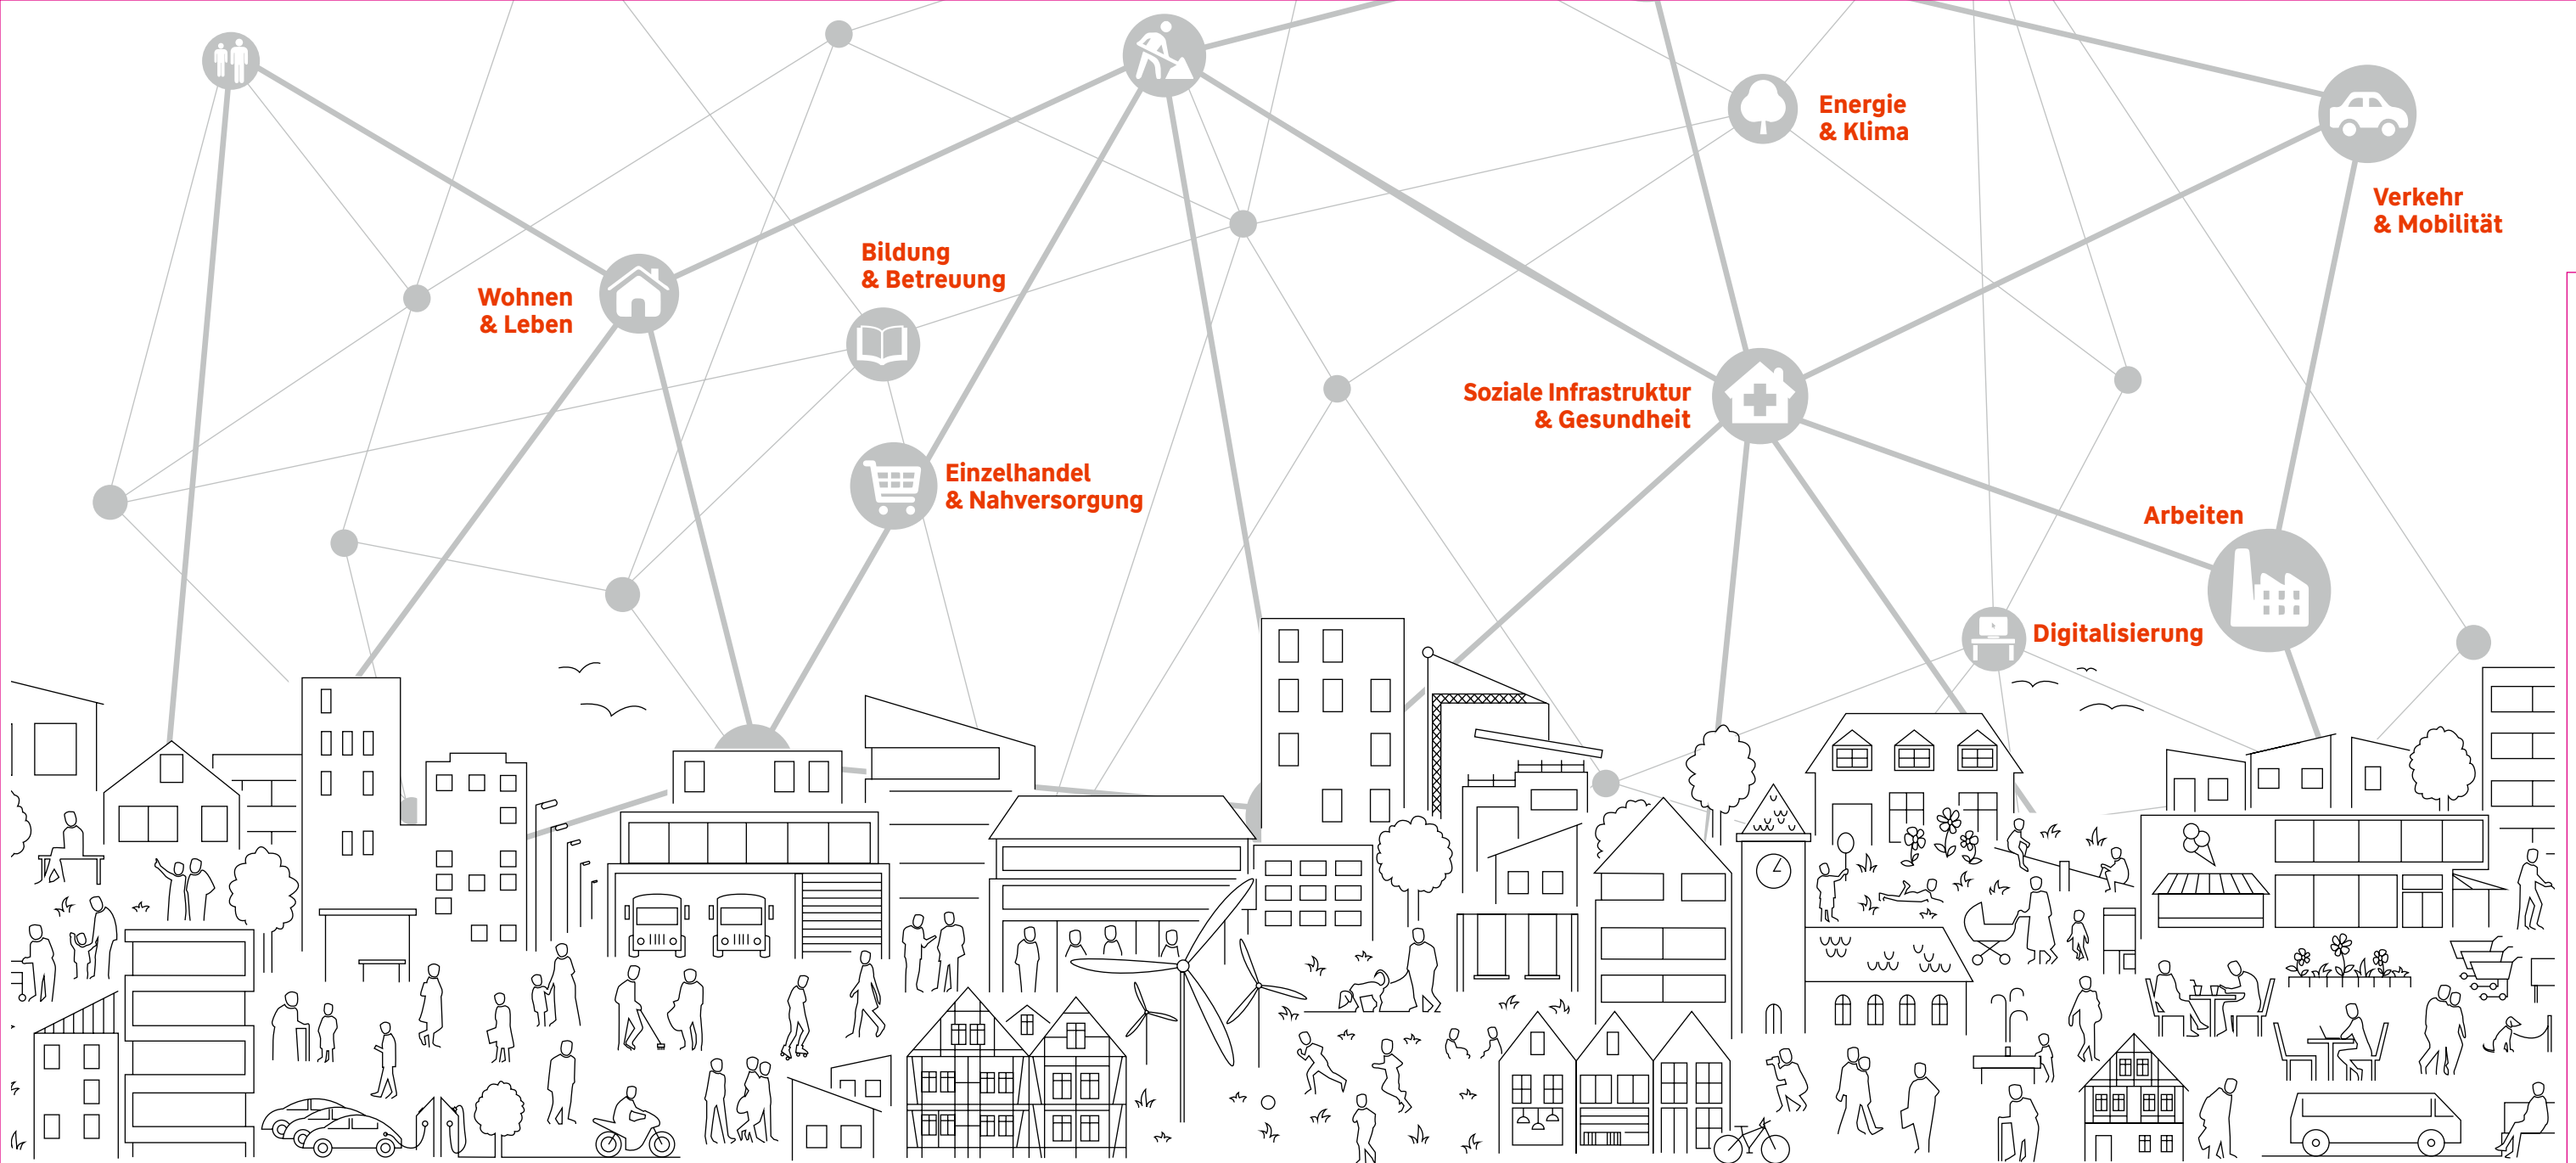 Energie
& Klima
Verkehr
& Mobilität
Bildung
& Betreuung
Wohnen
& Leben
Soziale Infrastruktur
& Gesundheit
Einzelhandel
& Nahversorgung
Arbeiten
Digitalisierung